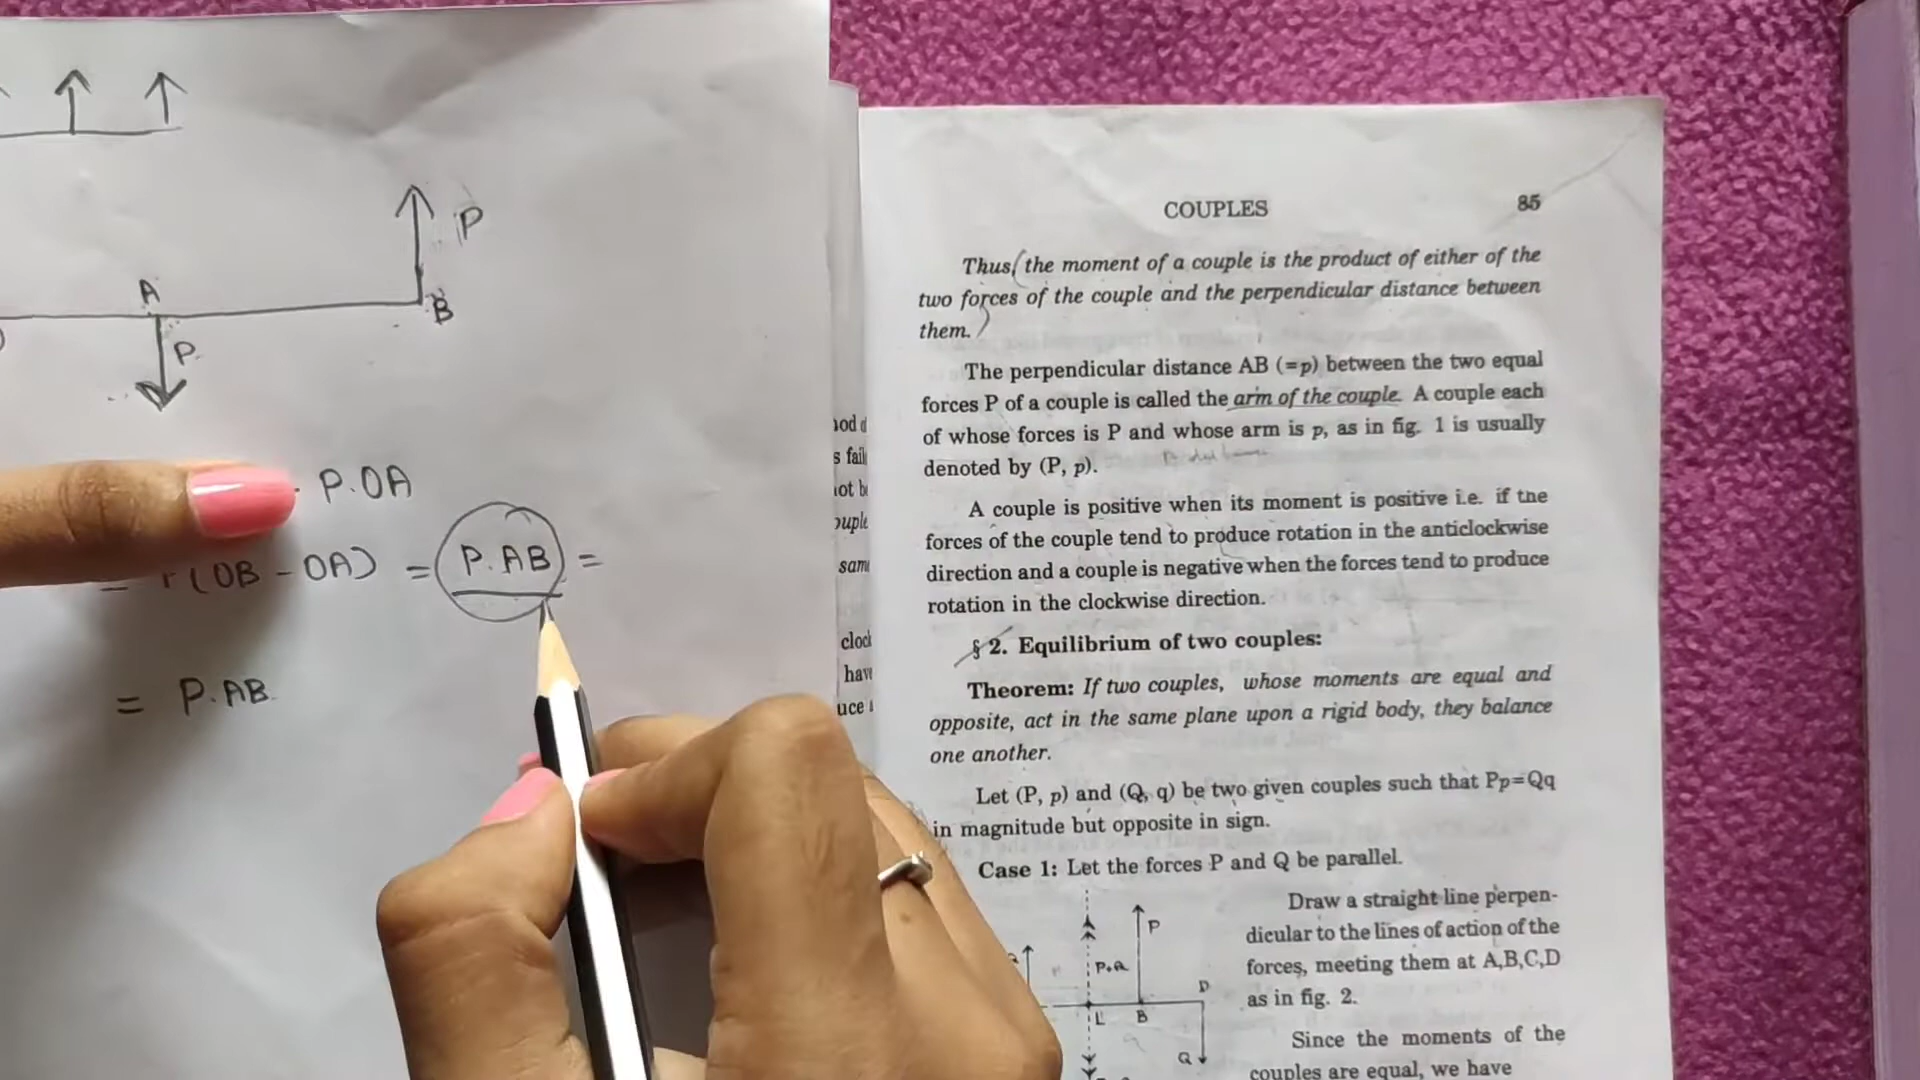 P
A
B
P.
P.OA
(OB - OA) = P.AB =
= P.AB.
COUPLES 85
Thus, (the moment of a couple is the product of either of the
two forces of the couple and the perpendicular distance between
them.)
The perpendicular distance AB (=p) between the two equal
forces P of a couple is called the arm of the couple. A couple each
of whose forces is P and whose arm is p, as in fig. 1 is usually
denoted by (P, p).
A couple is positive when its moment is positive i.e. if the
forces of the couple tend to produce rotation in the anticlockwise
direction and a couple is negative when the forces tend to produce
rotation in the clockwise direction.
§ 2. Equilibrium of two couples:
Theorem: If two couples, whose moments are equal and
opposite, act in the same plane upon a rigid body, they balance
one another.
Let (P, p) and (Q, q) be two given couples such that Pp=Qq
in magnitude but opposite in sign.
Case 1: Let the forces P and Q be parallel.
Draw a straight line perpen-
dicular to the lines of action of the
forces, meeting them at A,B,C,D
as in fig. 2.
Since the moments of the
couples are equal, we have
P
P+Q
D
L B
Q